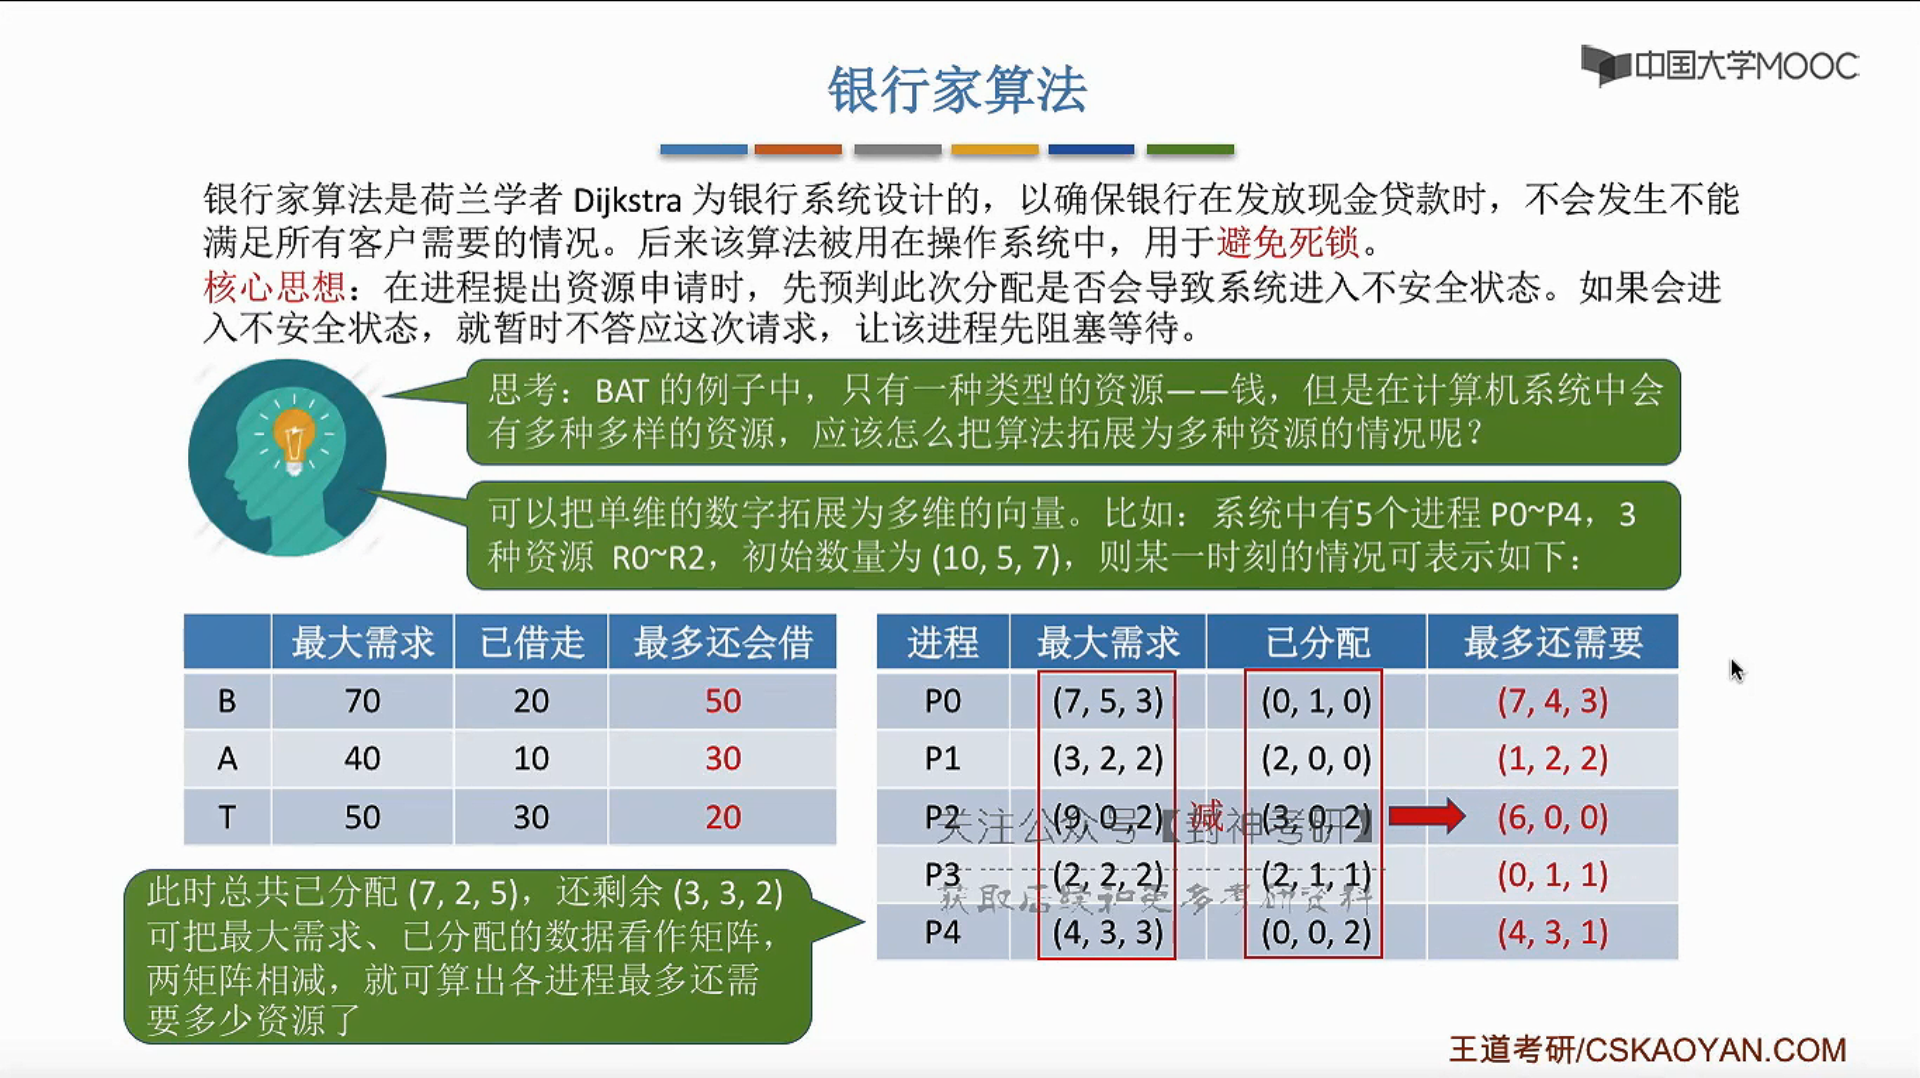 中国大学MOOC
银行家算法
银行家算法是荷兰学者 Dijkstra 为银行系统设计的，以确保银行在发放现金贷款时，不会发生不能
满足所有客户需要的情况。后来该算法被用在操作系统中，用于避免死锁。
核心思想：在进程提出资源申请时，先预判此次分配是否会导致系统进入不安全状态。如果会进
入不安全状态，就暂时不答应这次请求，让该进程先阻塞等待。
思考：BAT 的例子中，只有一种类型的资源——钱，但是在计算机系统中会
有多种多样的资源，应该怎么把算法拓展为多种资源的情况呢？
可以把单维的数字拓展为多维的向量。比如：系统中有5个进程 P0~P4，3
种资源 R0~R2，初始数量为 (10, 5, 7)，则某一时刻的情况可表示如下：
最大需求 已借走 最多还会借
B 70 20 50
A 40 10 30
T 50 30 20
进程 最大需求 已分配 最多还需要
P0 (7, 5, 3) (0, 1, 0) (7, 4, 3)
P1 (3, 2, 2) (2, 0, 0) (1, 2, 2)
P2 (9, 0, 2) 减 (3, 0, 2) (6, 0, 0)
P3 (2, 2, 2) (2, 1, 1) (0, 1, 1)
P4 (4, 3, 3) (0, 0, 2) (4, 3, 1)
关注公众号【封神考研】
获取后续和更多考研资料
此时总共已分配 (7, 2, 5)，还剩余 (3, 3, 2)
可把最大需求、已分配的数据看作矩阵，
两矩阵相减，就可算出各进程最多还需
要多少资源了
王道考研/CSKAOYAN.COM